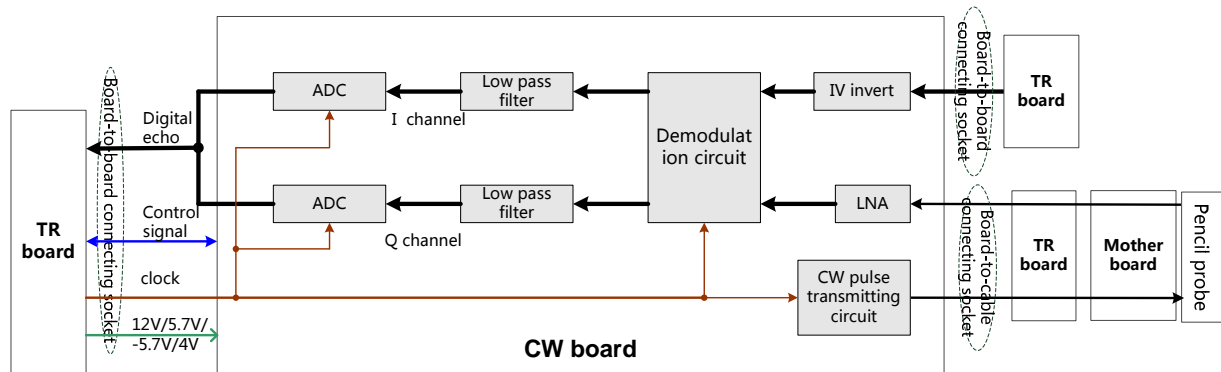 TR
board
Board-to-board connecting socket
Digital
echo
Control
signal
clock
12V/5.7V/
-5.7V/4V
ADC
Low pass
filter
I channel
Demodulat
ion circuit
IV invert
Board-to-board
connecting socket
TR
board
ADC
Low pass
filter
Q channel
LNA
CW pulse
transmitting
circuit
Board-to-cable
connecting socket
TR
board
Mother
board
Pencil probe
CW board